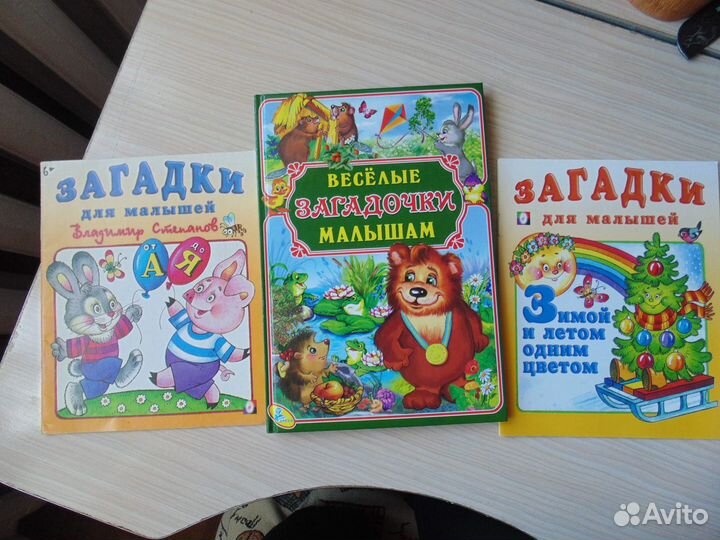 6+
ЗАГАДКИ
для малышей
Владимир Степанов
от
А
до
Я
ВЕСЁЛЫЕ
ЗАГАДОЧКИ
МАЛЫШАМ
ЗАГАДКИ
для малышей
Зимой
и летом
одним
цветом
Avito